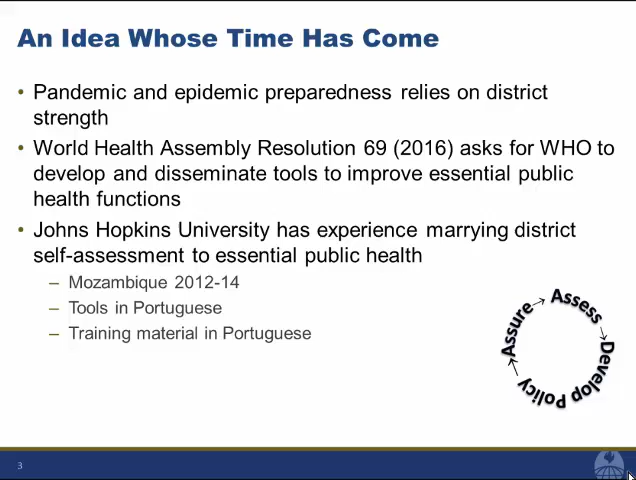 An Idea Whose Time Has Come
• Pandemic and epidemic preparedness relies on district
strength
• World Health Assembly Resolution 69 (2016) asks for WHO to
develop and disseminate tools to improve essential public
health functions
• Johns Hopkins University has experience marrying district
self-assessment to essential public health
– Mozambique 2012-14
– Tools in Portuguese
– Training material in Portuguese
Assess → Develop Policy → Assure →
3